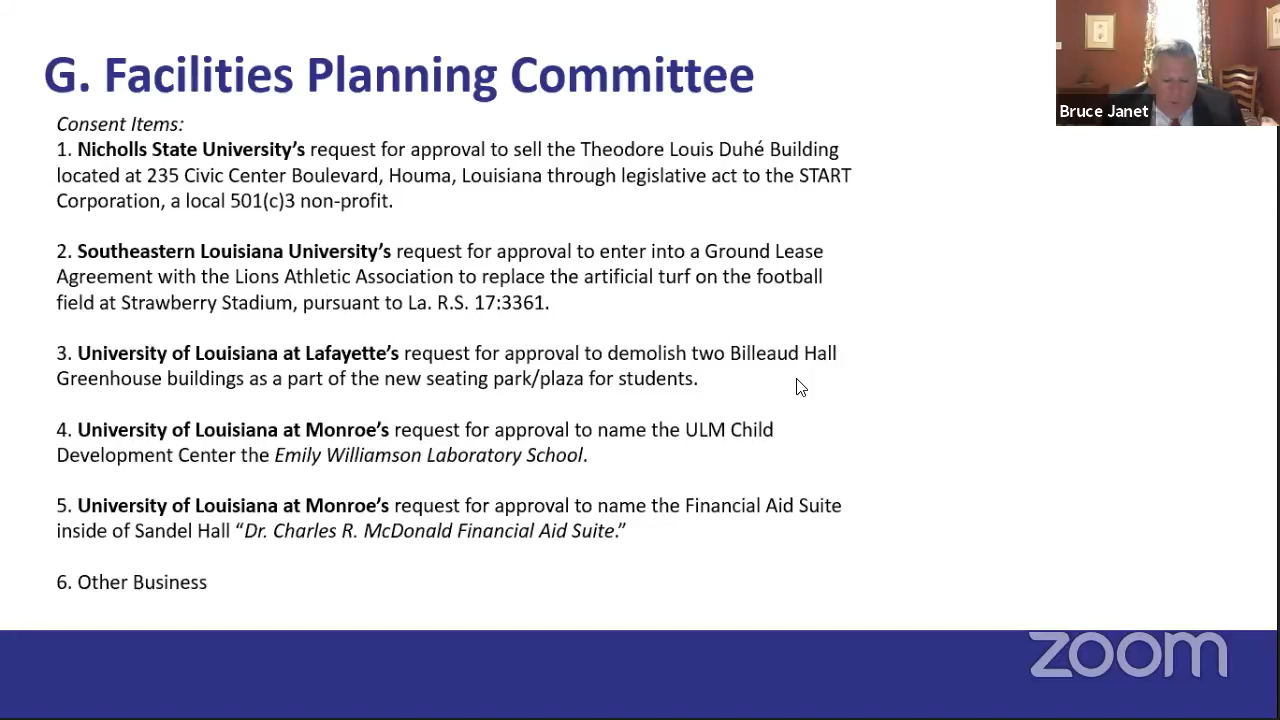 G. Facilities Planning Committee
Bruce Janet
Consent Items:
1. Nicholls State University’s request for approval to sell the Theodore Louis Duhé Building
located at 235 Civic Center Boulevard, Houma, Louisiana through legislative act to the START
Corporation, a local 501(c)3 non-profit.
2. Southeastern Louisiana University’s request for approval to enter into a Ground Lease
Agreement with the Lions Athletic Association to replace the artificial turf on the football
field at Strawberry Stadium, pursuant to La. R.S. 17:3361.
3. University of Louisiana at Lafayette’s request for approval to demolish two Billeaud Hall
Greenhouse buildings as a part of the new seating park/plaza for students.
4. University of Louisiana at Monroe’s request for approval to name the ULM Child
Development Center the Emily Williamson Laboratory School.
5. University of Louisiana at Monroe’s request for approval to name the Financial Aid Suite
inside of Sandel Hall “Dr. Charles R. McDonald Financial Aid Suite.”
6. Other Business
zoom